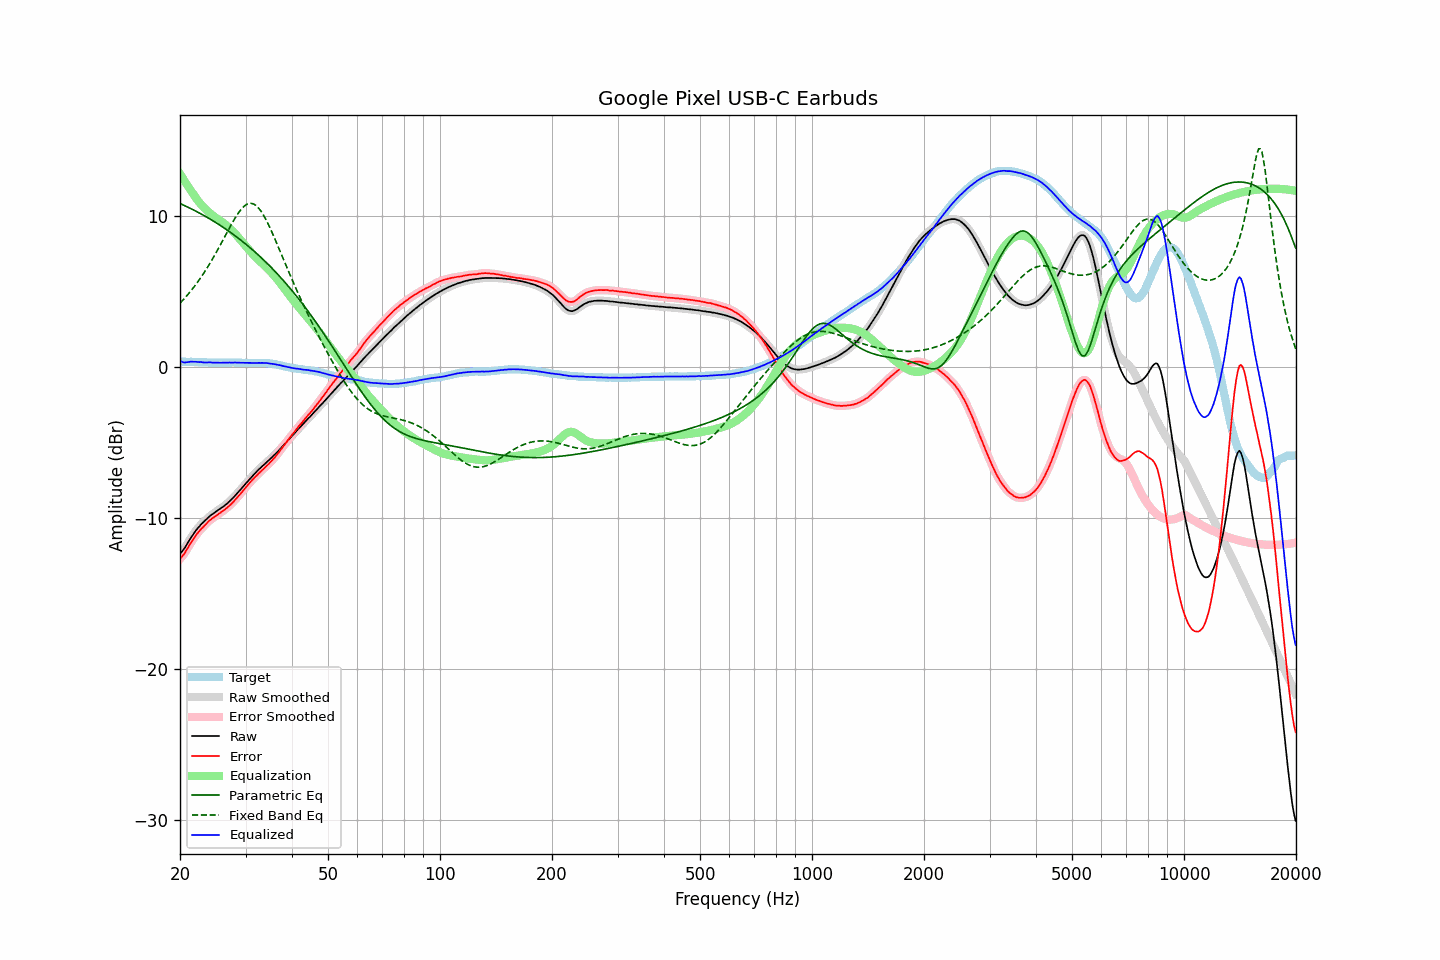 Google Pixel USB-C Earbuds
Amplitude (dBr)
10
0
−10
−20
−30
Target
Raw Smoothed
Error Smoothed
Raw
Error
Equalization
Parametric Eq
Fixed Band Eq
Equalized
20 50 100 200 500 1000 2000 5000 10000 20000
Frequency (Hz)